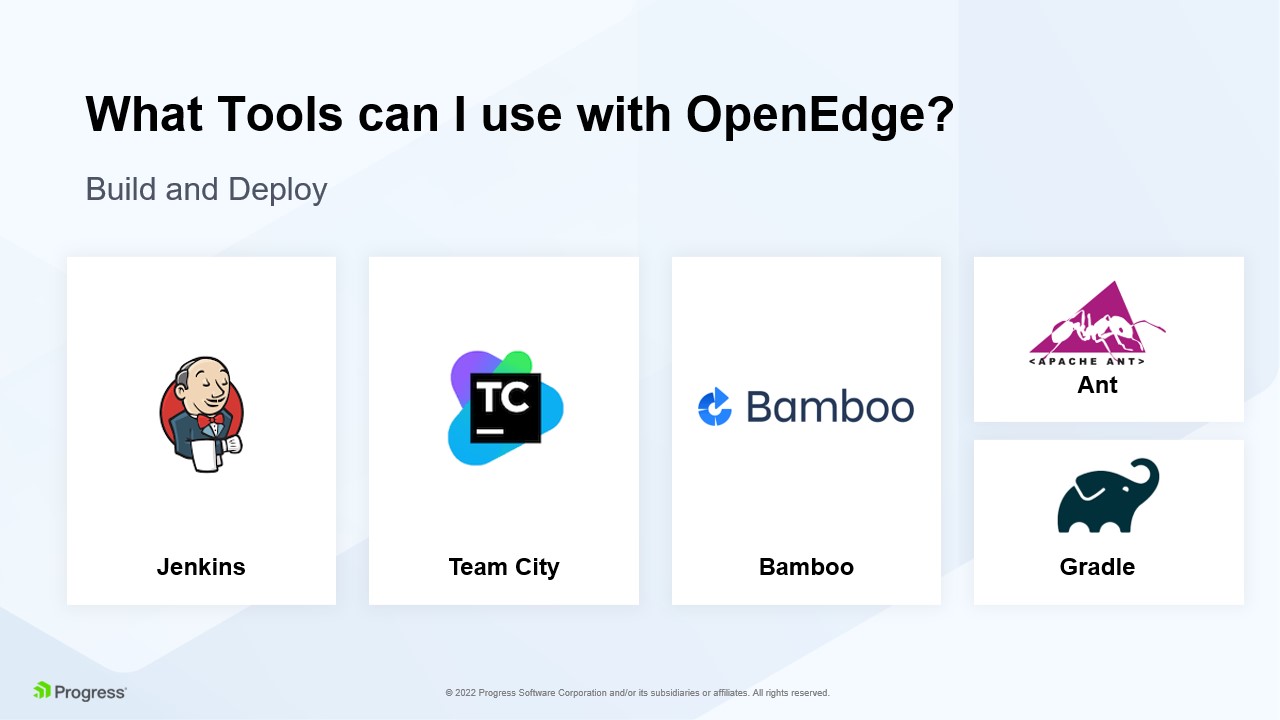 What Tools can I use with OpenEdge?
Build and Deploy
Jenkins
TC
Team City
Bamboo
Bamboo
<APACHE ANT>
Ant
Gradle
Progress®
© 2022 Progress Software Corporation and/or its subsidiaries or affiliates. All rights reserved.